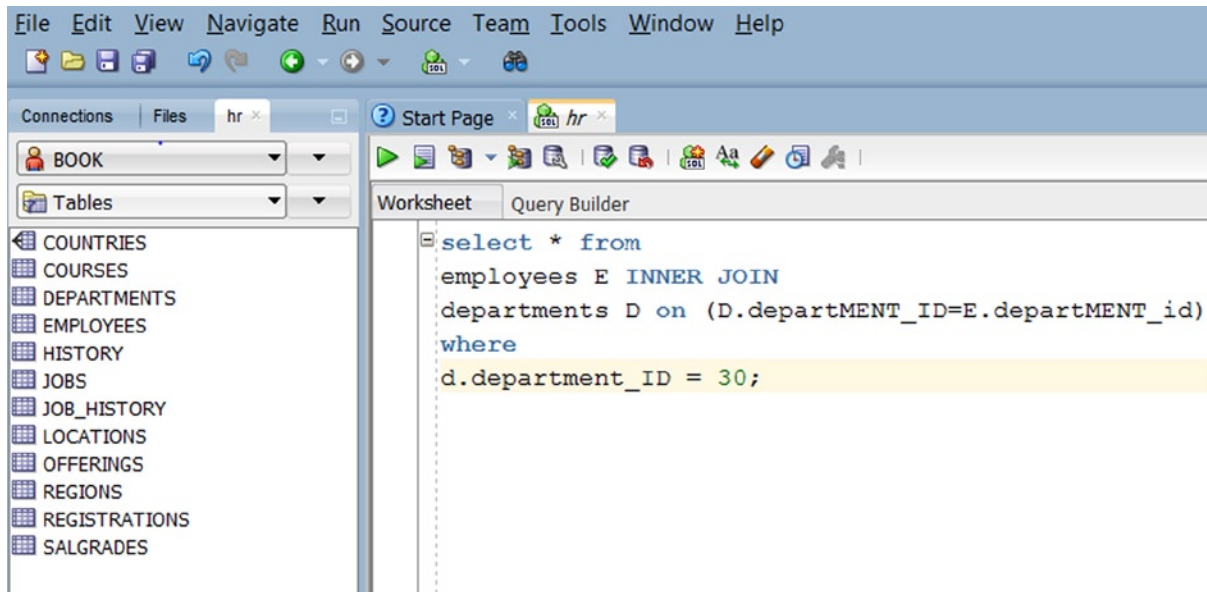 File Edit View Navigate Run Source Team Tools Window Help
Connections Files hr
Start Page hr
BOOK
Tables
Worksheet Query Builder
COUNTRIES
COURSES
DEPARTMENTS
EMPLOYEES
HISTORY
JOBS
JOB_HISTORY
LOCATIONS
OFFERINGS
REGIONS
REGISTRATIONS
SALGRADES
select * from
employees E INNER JOIN
departments D on (D.departMENT_ID=E.departMENT_id)
where
d.department_ID = 30;